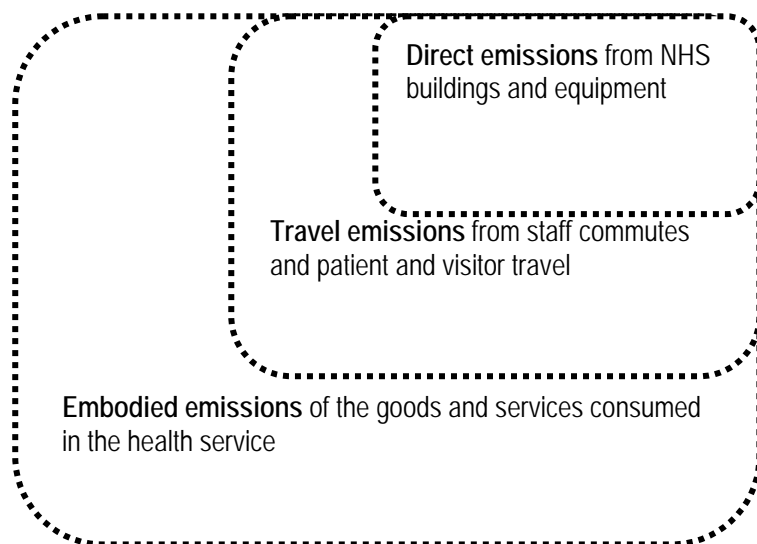 Direct emissions from NHS
buildings and equipment
Travel emissions from staff commutes
and patient and visitor travel
Embodied emissions of the goods and services consumed
in the health service